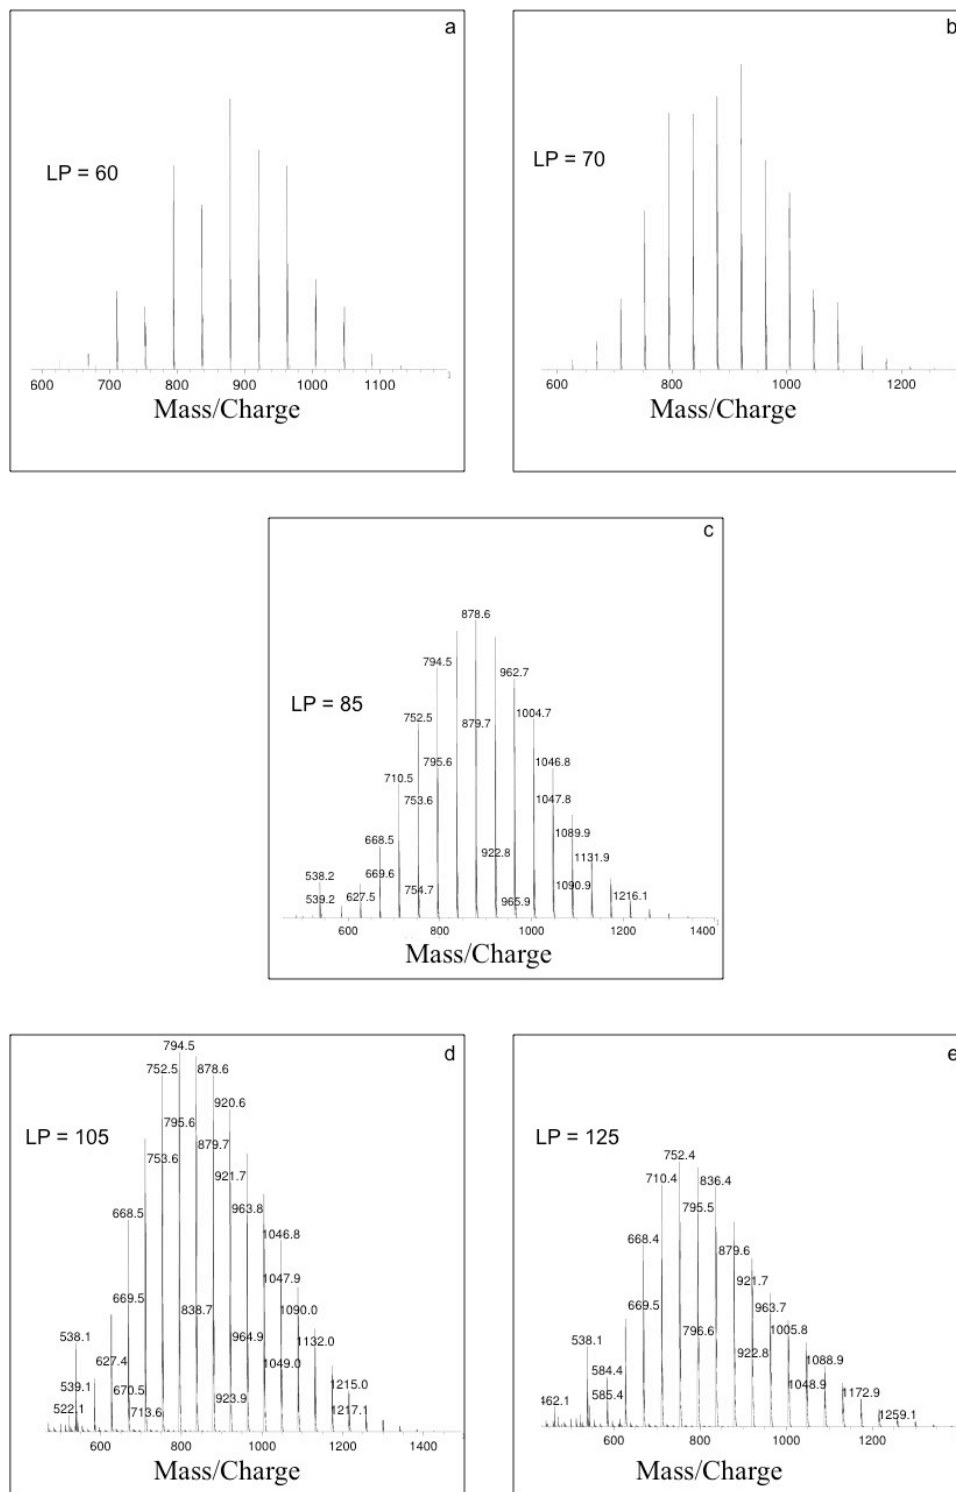 a
LP = 60
600 700 800 900 1000 1100
Mass/Charge
b
LP = 70
600 800 1000 1200
Mass/Charge
c
LP = 85
878.6
794.5 962.7
752.5 879.7 1004.7
795.6 1046.8
710.5
753.6 1047.8
668.5 1089.9
922.8 1131.9
669.6
538.2 754.7 1090.9
539.2 627.5 965.9 1216.1
600 800 1000 1200 1400
Mass/Charge
d
LP = 105
794.5
752.5 878.6
920.6
795.6
753.6 879.7
921.7
668.5 963.8
1046.8
1047.9
669.5 1090.0
838.7
538.1 964.9 1132.0
627.4 1049.0
539.1 670.5 1215.0
522.1 713.6 923.9 1217.1
600 800 1000 1200 1400
Mass/Charge
e
LP = 125
752.4
710.4 836.4
795.5
668.4 879.6
921.7
669.5 963.7
1005.8
538.1 796.6
922.8 1088.9
584.4
462.1 585.4 1048.9 1172.9
1259.1
600 800 1000 1200
Mass/Charge